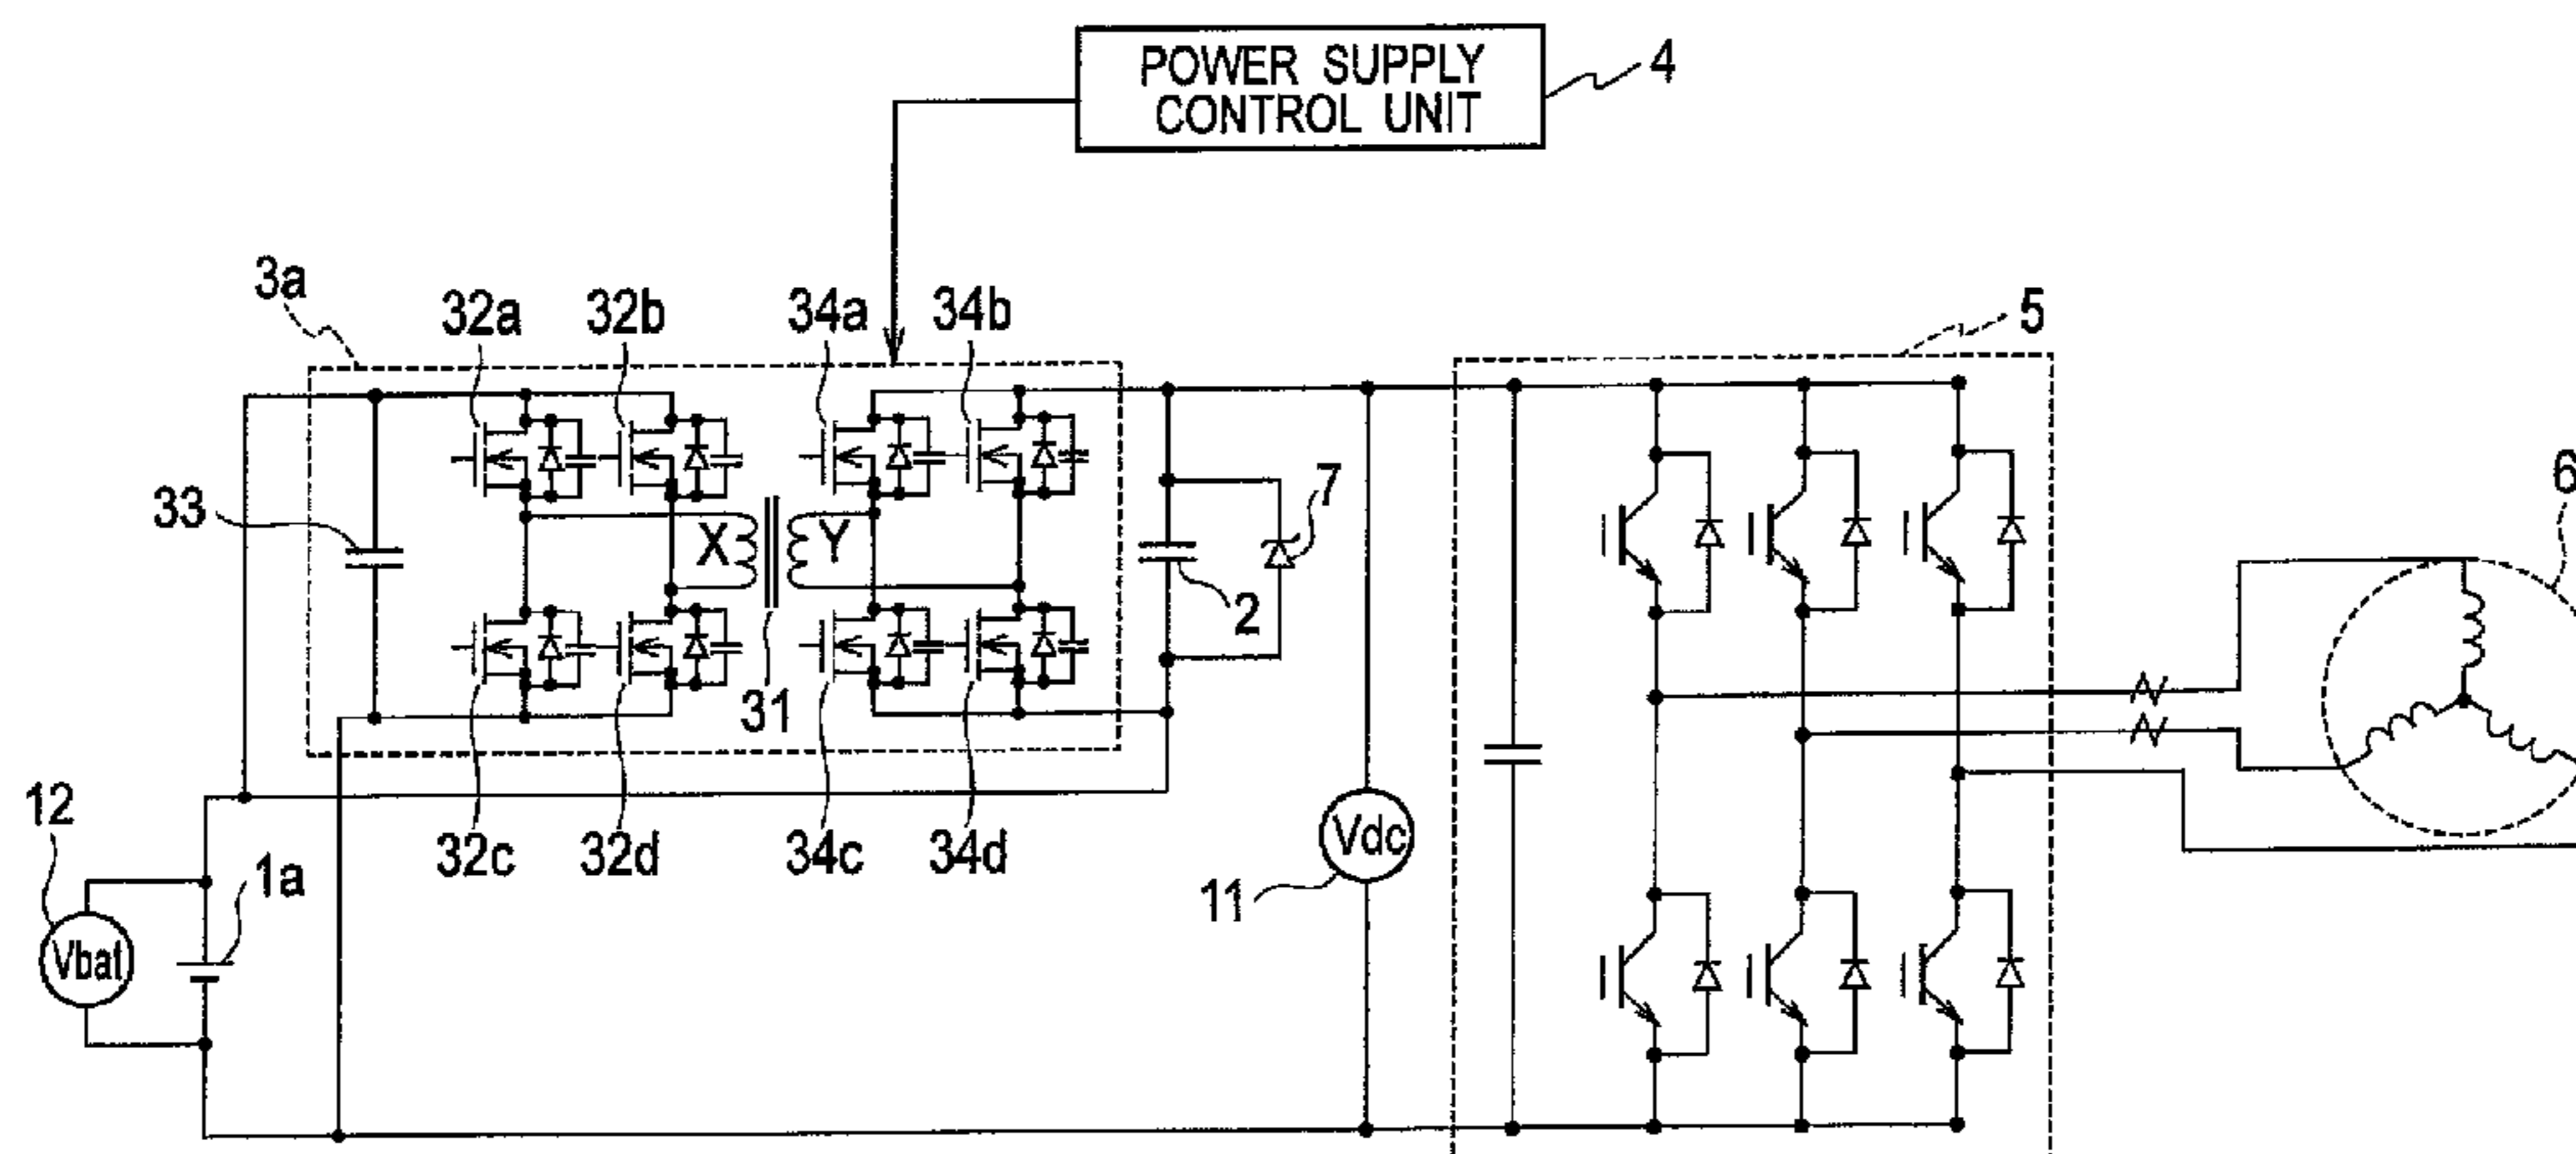 POWER SUPPLY
CONTROL UNIT
4
3a
32a
32b
34a
34b
5
33
X
Y
7
6
2
31
12
1a
32c
32d
34c
34d
Vdc
11
Vbat